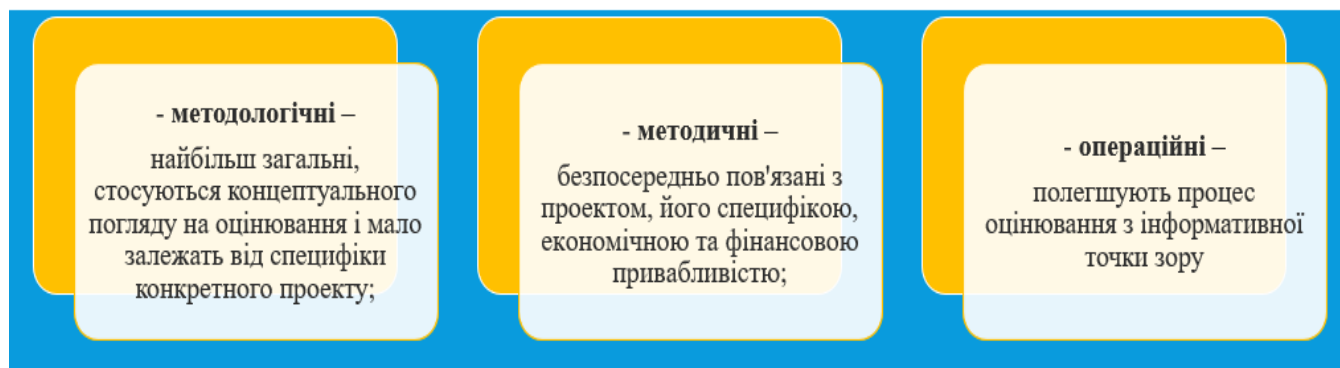 - методологічні –
найбільш загальні,
стосуються концептуального
погляду на оцінювання і мало
залежать від специфіки
конкретного проекту;
- методичні –
безпосередньо пов'язані з
проектом, його специфікою,
економічною та фінансовою
привабливістю;
- операційні –
полегшують процес
оцінювання з інформативної
точки зору